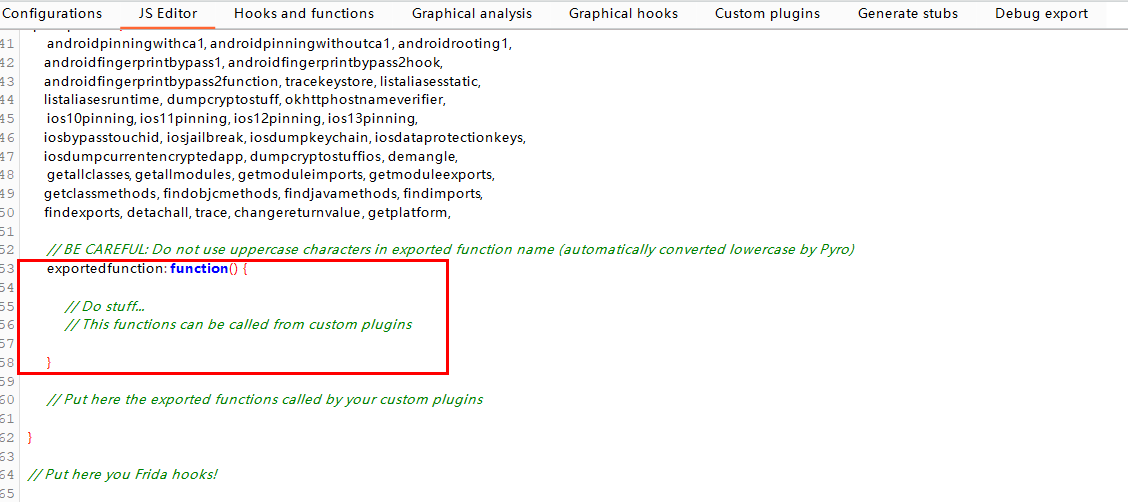 Configurations JS Editor Hooks and functions Graphical analysis Graphical hooks Custom plugins Generate stubs Debug export
41 androidpinningwithca1, androidpinningwithoutca1, androidrooting1,
42 androidfingerprintbypass1, androidfingerprintbypass2hook,
43 androidfingerprintbypass2function, tracekeystore, listaliasesstatic,
44 listaliasesruntime, dumpcryptostuff, okhttphostnameverifier,
45 ios10pinning, ios11pinning, ios12pinning, ios13pinning,
46 iosbypasstouchid, iosjailbreak, iosdumpkeychain, iosdataprotectionkeys,
47 iosdumpcurrentencryptedapp, dumpcryptostuffios, demangle,
48 getallclasses, getallmodules, getmoduleimports, getmoduleexports,
49 getclassmethods, findobjcmethods, findjavamethods, findimports,
50 findexports, detachall, trace, changereturnvalue, getplatform,
51
52 // BE CAREFUL: Do not use uppercase characters in exported function name (automatically converted lowercase by Pyro)
53 exportedfunction: function() {
54
55 // Do stuff...
56 // This functions can be called from custom plugins
57
58 }
59
60 // Put here the exported functions called by your custom plugins
61
62 }
63
64 // Put here you Frida hooks!
65